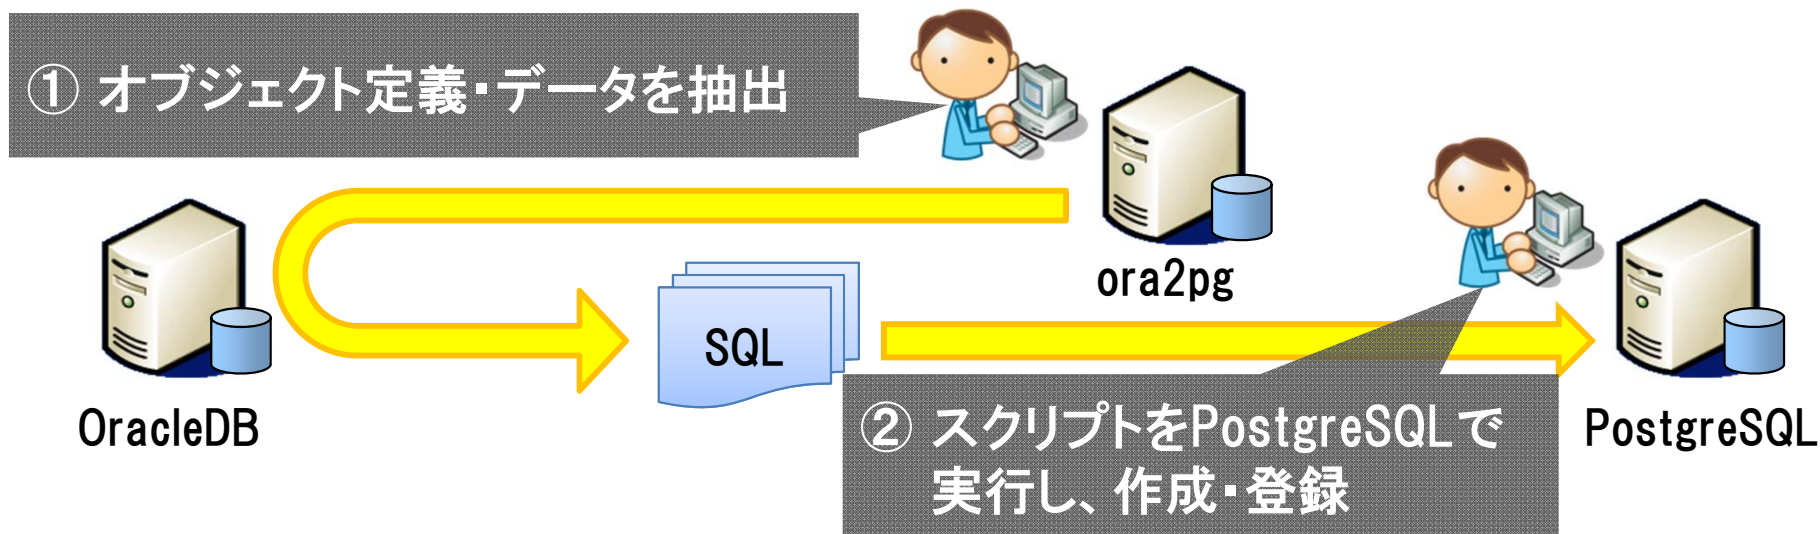 ① オブジェクト定義・データを抽出
ora2pg
SQL
OracleDB
② スクリプトをPostgreSQLで
実行し、作成・登録
PostgreSQL